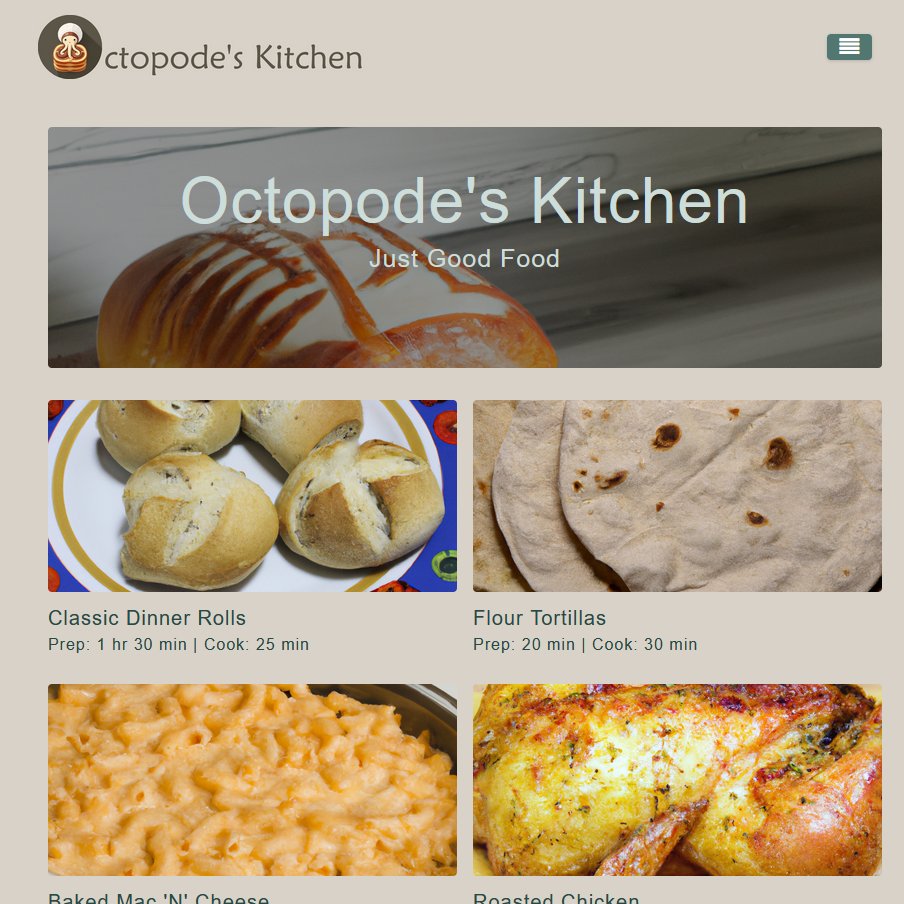 ctopode's Kitchen
Octopode's Kitchen
Just Good Food
Classic Dinner Rolls
Prep: 1 hr 30 min | Cook: 25 min
Flour Tortillas
Prep: 20 min | Cook: 30 min
Baked Mac 'N' Cheese
Roasted Chicken